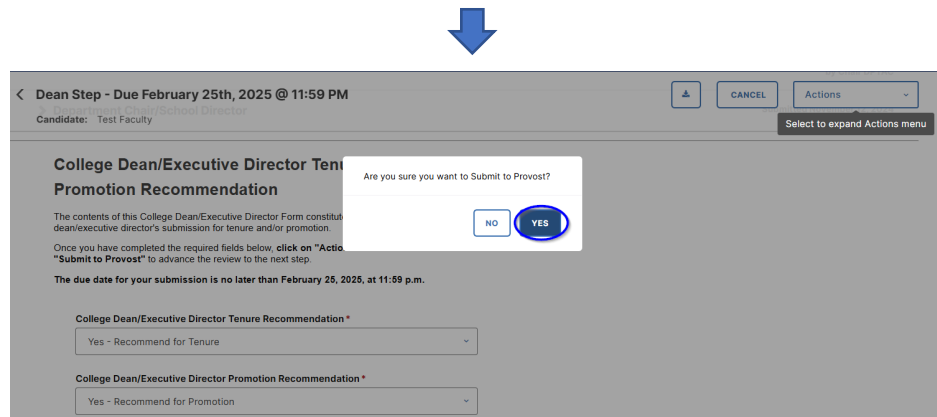 Dean Step - Due February 25th, 2025 @ 11:59 PM
CANCEL
Actions
> Department Chair/School Director
Candidate: Test Faculty
Select to expand Actions menu
College Dean/Executive Director Tenu
Promotion Recommendation
Are you sure you want to Submit to Provost?
NO
YES
The contents of this College Dean/Executive Director Form constitut
dean/executive director's submission for tenure and/or promotion.
Once you have completed the required fields below, click on "Actio
"Submit to Provost" to advance the review to the next step.
The due date for your submission is no later than February 25, 2025, at 11:59 p.m.
College Dean/Executive Director Tenure Recommendation *
Yes - Recommend for Tenure
College Dean/Executive Director Promotion Recommendation *
Yes - Recommend for Promotion